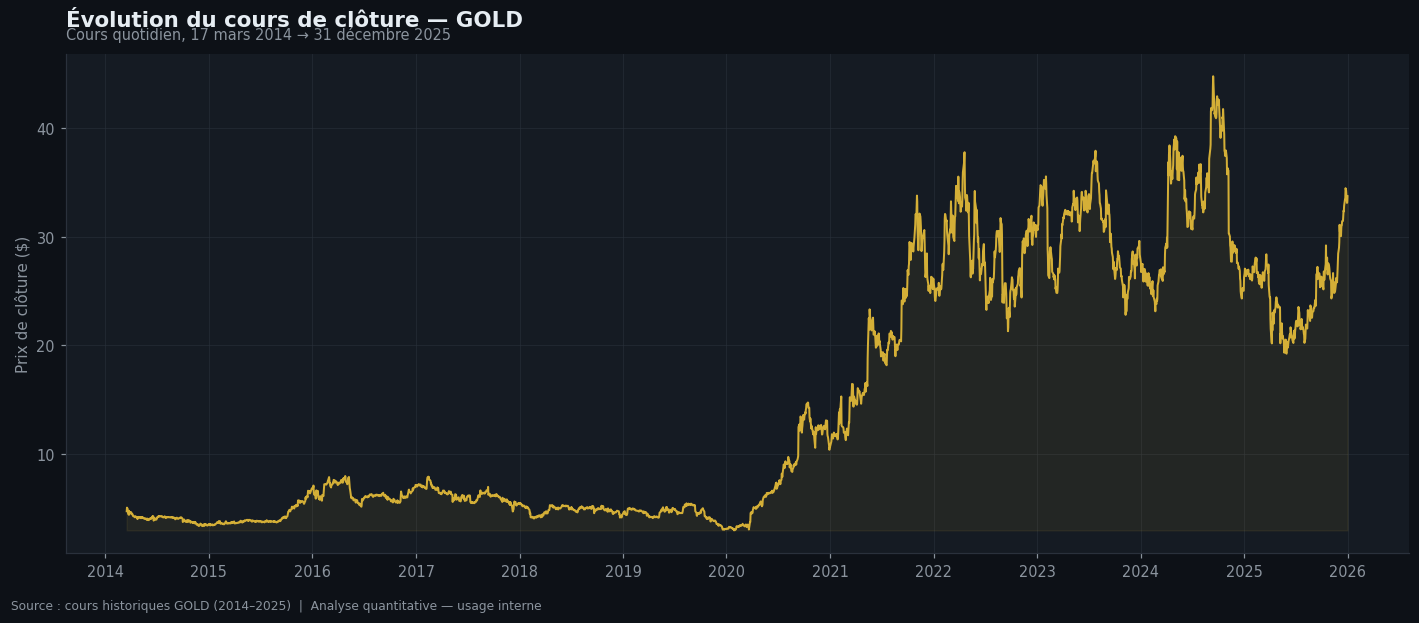 Évolution du cours de clôture — GOLD
Cours quotidien, 17 mars 2014 → 31 décembre 2025
Prix de clôture ($)
40
30
20
10
2014 2015 2016 2017 2018 2019 2020 2021 2022 2023 2024 2025 2026
Source : cours historiques GOLD (2014–2025) | Analyse quantitative — usage interne